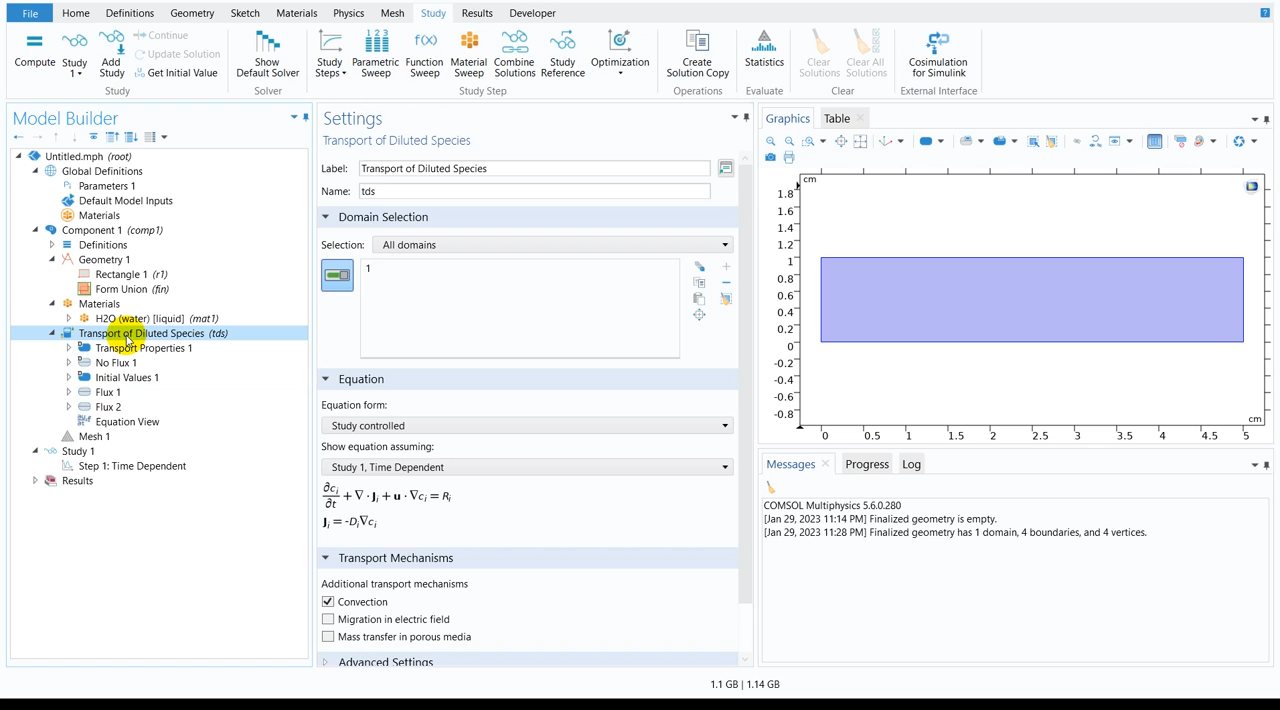 File Home Definitions Geometry Sketch Materials Physics Mesh Study Results Developer
Compute
Study 1
Add Study
Continue
Update Solution
Get Initial Value
Show Default Solver
Study Steps
Parametric Sweep
Function Sweep
Material Sweep
Combine Solutions
Study Reference
Optimization
Create Solution Copy
Statistics
Clear Solutions
Clear All Solutions
Cosimulation for Simulink
Study Solver Study Step Operations Evaluate Clear External Interface
Model Builder
Untitled.mph (root)
Global Definitions
Parameters 1
Default Model Inputs
Materials
Component 1 (comp1)
Definitions
Geometry 1
Rectangle 1 (r1)
Form Union (fin)
Materials
H2O (water) [liquid] (mat1)
Transport of Diluted Species (tds)
Transport Properties 1
No Flux 1
Initial Values 1
Flux 1
Flux 2
Equation View
Mesh 1
Study 1
Step 1: Time Dependent
Results
Settings
Transport of Diluted Species
Label: Transport of Diluted Species
Name: tds
Domain Selection
Selection: All domains
1
Equation
Equation form:
Study controlled
Show equation assuming:
Study 1, Time Dependent
∂cᵢ/∂t + ∇ · Jᵢ + u · ∇cᵢ = Rᵢ
Jᵢ = -Dᵢ∇cᵢ
Transport Mechanisms
Additional transport mechanisms
Convection
Migration in electric field
Mass transfer in porous media
Advanced Settings
Graphics Table
cm
1.8
1.6
1.4
1.2
1
0.8
0.6
0.4
0.2
0
-0.2
-0.4
-0.6
-0.8
cm
0 0.5 1 1.5 2 2.5 3 3.5 4 4.5 5
Messages Progress Log
COMSOL Multiphysics 5.6.0.280
[Jan 29, 2023 11:14 PM] Finalized geometry is empty.
[Jan 29, 2023 11:28 PM] Finalized geometry has 1 domain, 4 boundaries, and 4 vertices.
1.1 GB | 1.14 GB